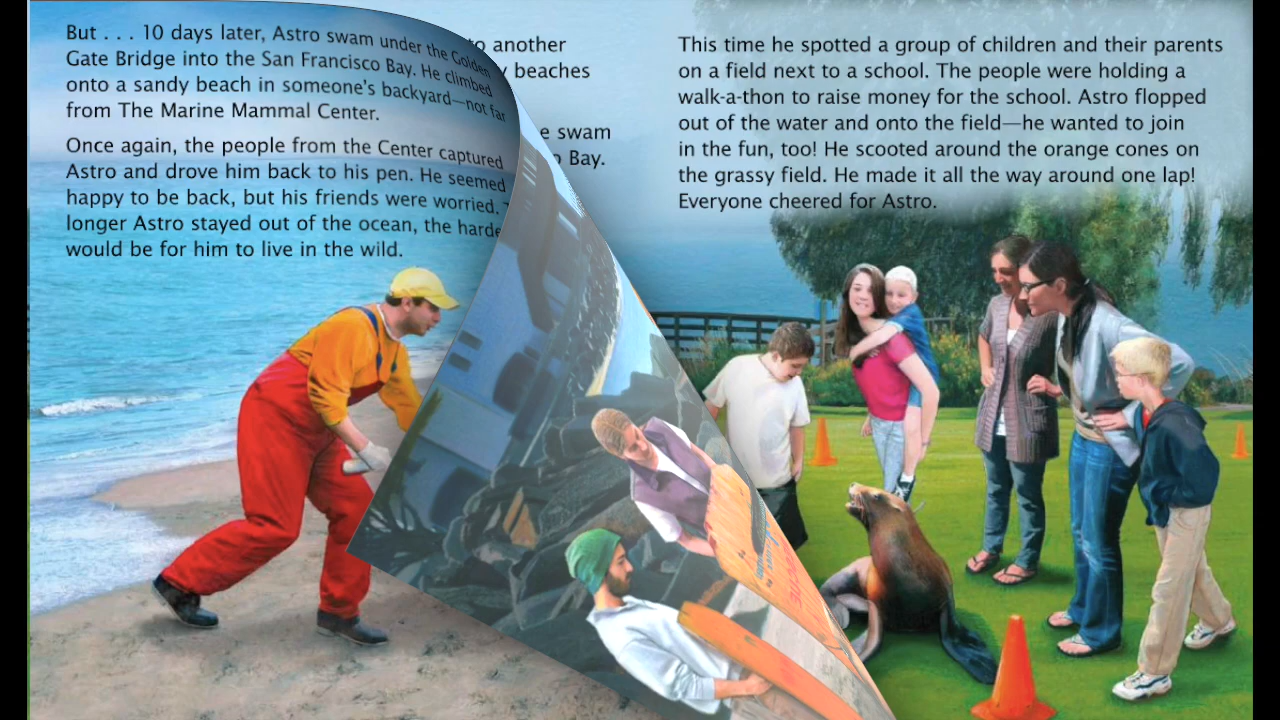 But . . . 10 days later, Astro swam under the Golden
Gate Bridge into the San Francisco Bay. He climbed
onto a sandy beach in someone's backyard—not far
from The Marine Mammal Center.
Once again, the people from the Center captured
Astro and drove him back to his pen. He seemed
happy to be back, but his friends were worried.
longer Astro stayed out of the ocean, the harde
would be for him to live in the wild.
to another
beaches
swam
Bay.
This time he spotted a group of children and their parents
on a field next to a school. The people were holding a
walk-a-thon to raise money for the school. Astro flopped
out of the water and onto the field—he wanted to join
in the fun, too! He scooted around the orange cones on
the grassy field. He made it all the way around one lap!
Everyone cheered for Astro.